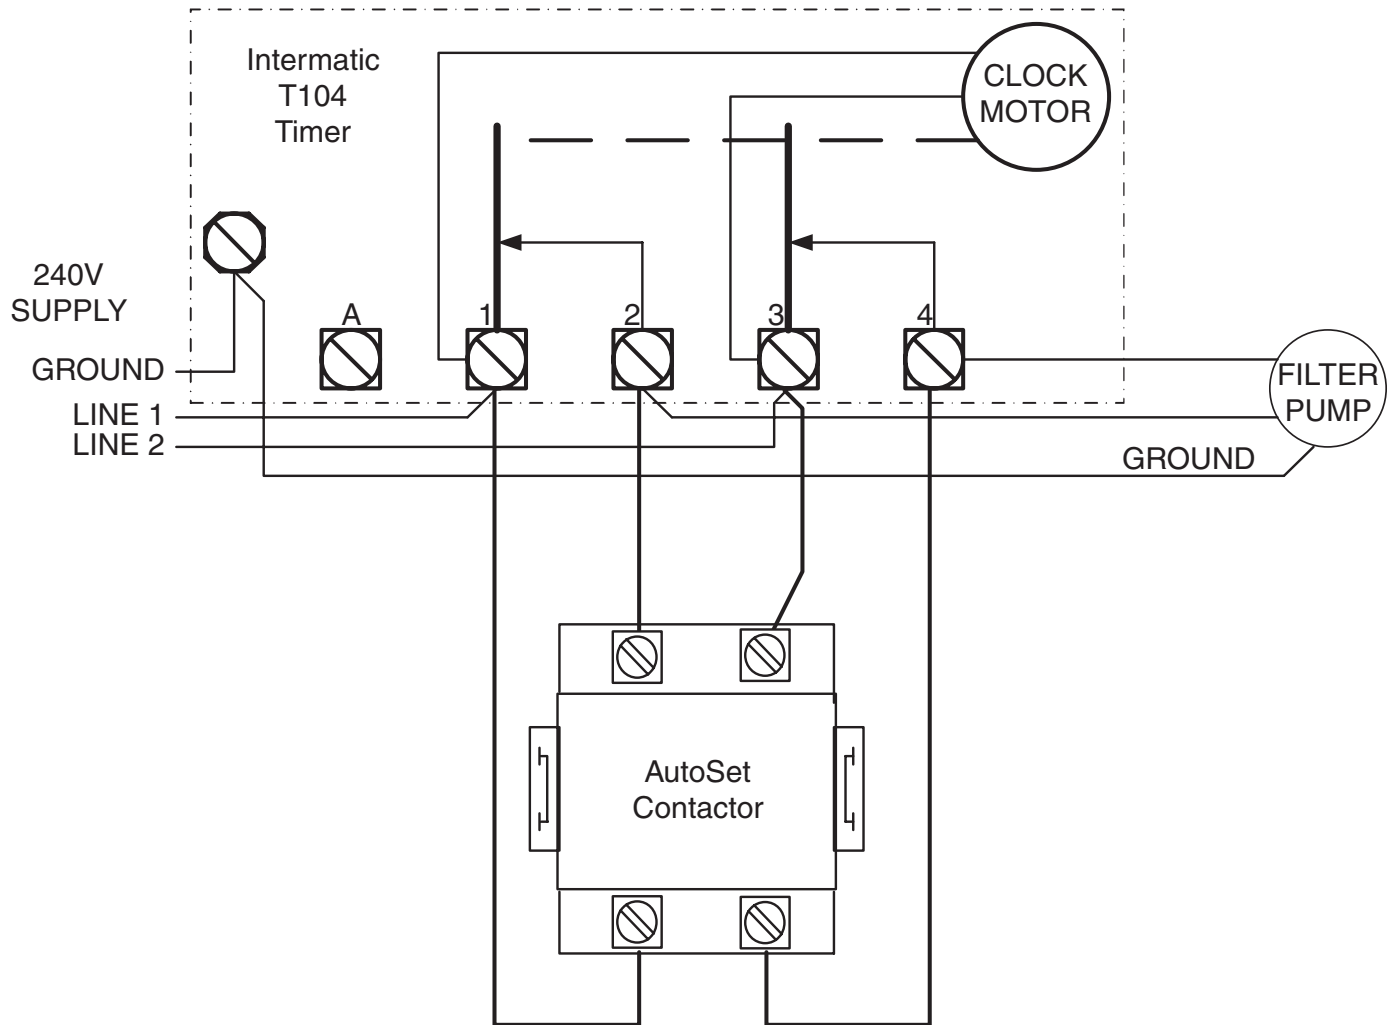 Intermatic
T104
Timer
CLOCK
MOTOR
240V
SUPPLY
A
1
2
3
4
GROUND
LINE 1
LINE 2
FILTER
PUMP
GROUND
AutoSet
Contactor